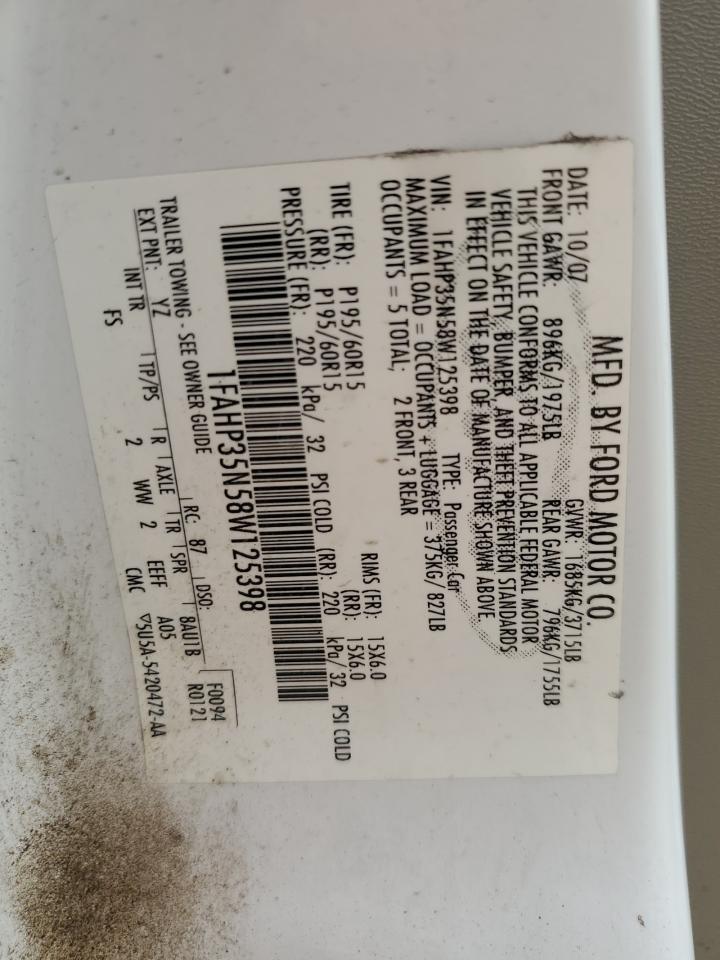 MFD. BY FORD MOTOR CO.
DATE: 10/07 GVWR: 1685KG/3715LB
FRONT GAWR: 896KG/1975LB REAR GAWR: 796KG/1755LB
THIS VEHICLE CONFORMS TO ALL APPLICABLE FEDERAL MOTOR
VEHICLE SAFETY, BUMPER, AND THEFT PREVENTION STANDARDS
IN EFFECT ON THE DATE OF MANUFACTURE SHOWN ABOVE.
VIN: 1FAHP35N58W125398 TYPE: Passenger Car
MAXIMUM LOAD = OCCUPANTS + LUGGAGE = 375KG/ 827LB
OCCUPANTS = 5 TOTAL; 2 FRONT, 3 REAR
TIRE (FR): P195/60R15 RIMS (FR): 15X6.0
(RR): P195/60R15 (RR): 15X6.0
PRESSURE (FR): 220 kPa/ 32 PSI COLD (RR): 220 kPa/ 32 PSI COLD
1FAHP35N58W125398
F0094
R0121
TRAILER TOWING - SEE OWNER GUIDE
EXT PNT: YZ RC: 87 DSO: 8AU1B
INT TR TP/PS R AXLE TR SPR
FS 2 WW 2 EEFF A05
CMC ▽5U5A-5420472-AA